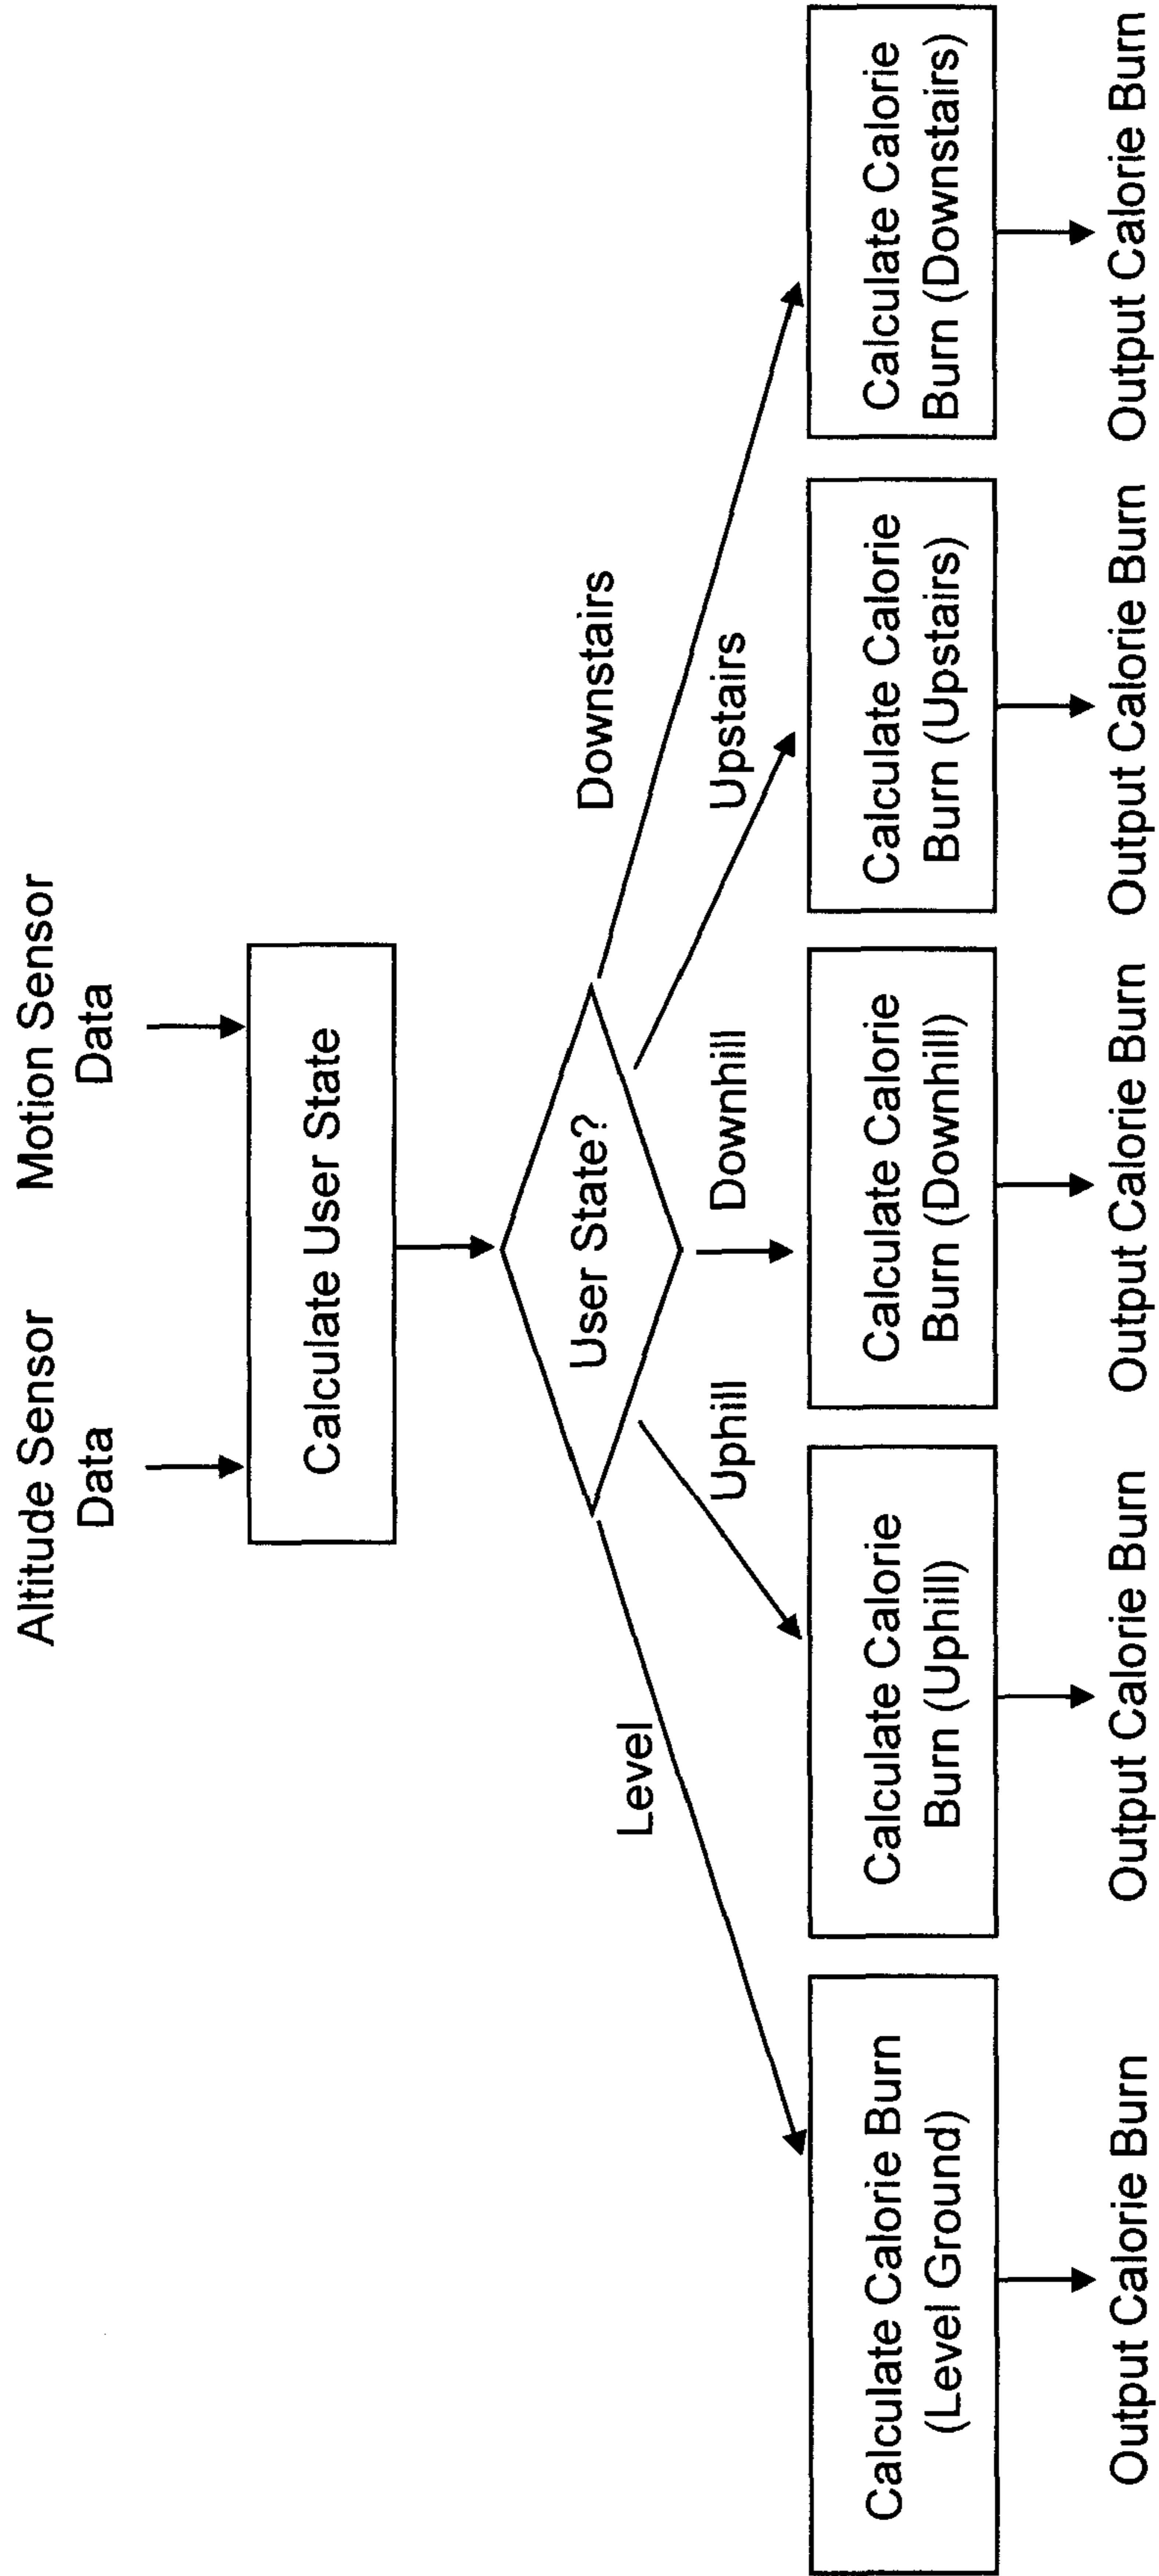 Altitude Sensor
Data
Motion Sensor
Data
Calculate User State
User State?
Level
Uphill
Downhill
Upstairs
Downstairs
Calculate Calorie Burn
(Level Ground)
Calculate Calorie
Burn (Uphill)
Calculate Calorie
Burn (Downhill)
Calculate Calorie
Burn (Upstairs)
Calculate Calorie
Burn (Downstairs)
Output Calorie Burn
Output Calorie Burn
Output Calorie Burn
Output Calorie Burn
Output Calorie Burn